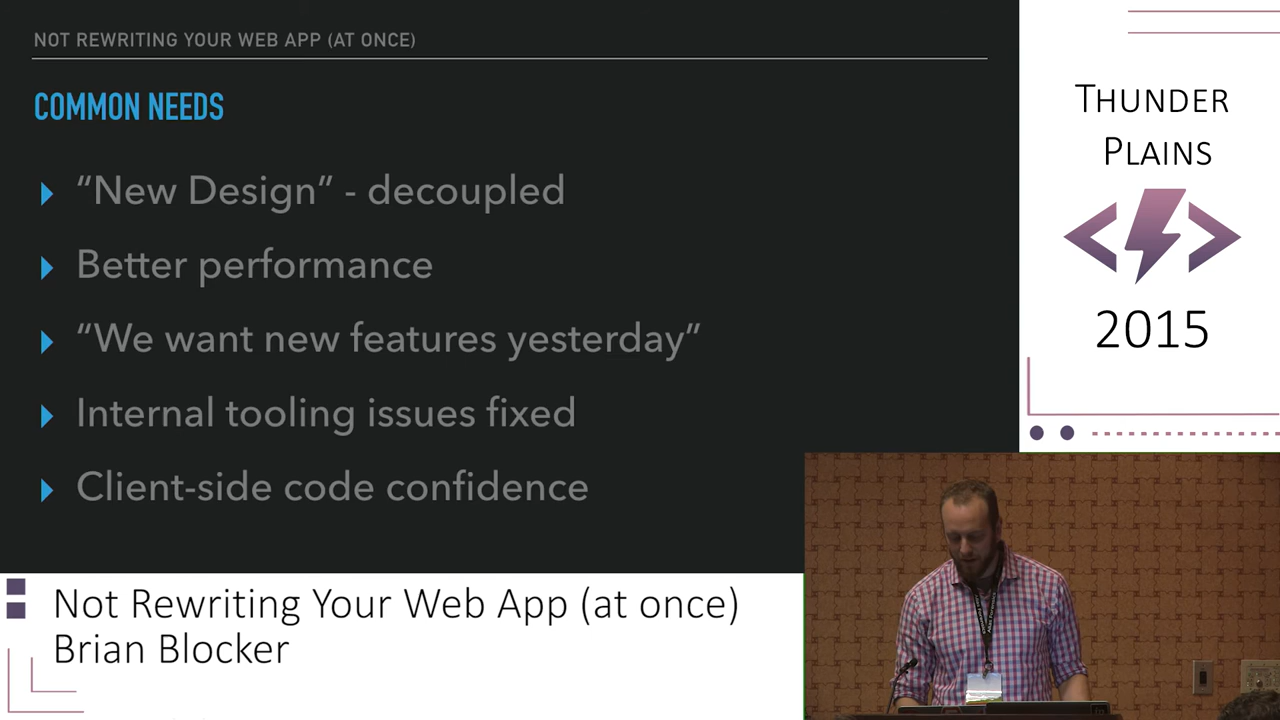 NOT REWRITING YOUR WEB APP (AT ONCE)
COMMON NEEDS
“New Design” - decoupled
Better performance
“We want new features yesterday”
Internal tooling issues fixed
Client-side code confidence
THUNDER
PLAINS
2015
Not Rewriting Your Web App (at once)
Brian Blocker